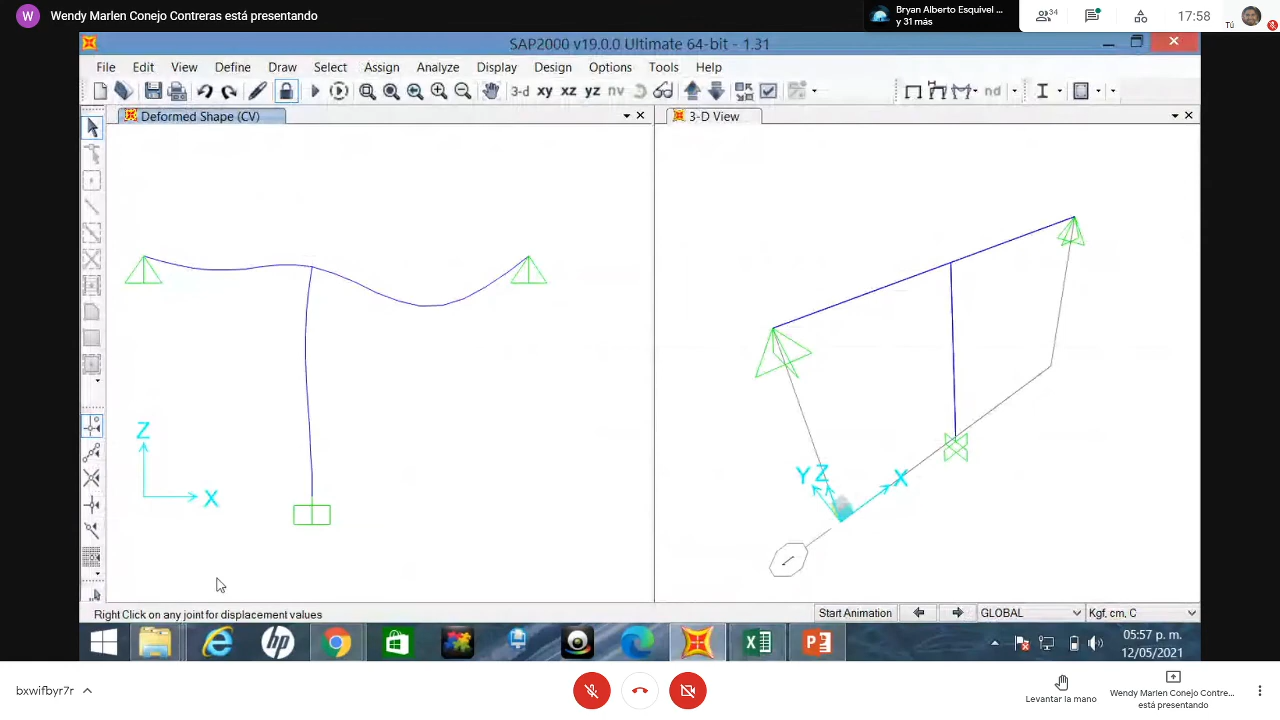 W Wendy Marlen Conejo Contreras está presentando
Bryan Alberto Esquivel ...
y 31 más
34
17:58
Tú
SAP2000 v19.0.0 Ultimate 64-bit - 1.31
File Edit View Define Draw Select Assign Analyze Display Design Options Tools Help
3-d xy xz yz nv nd
Deformed Shape (CV)
3-D View
Z
X
Y Z X
Right Click on any joint for displacement values
Start Animation
GLOBAL
Kgf, cm, C
05:57 p. m.
12/05/2021
bxwifbyr7r
Levantar la mano
Wendy Marlen Conejo Contre...
está presentando